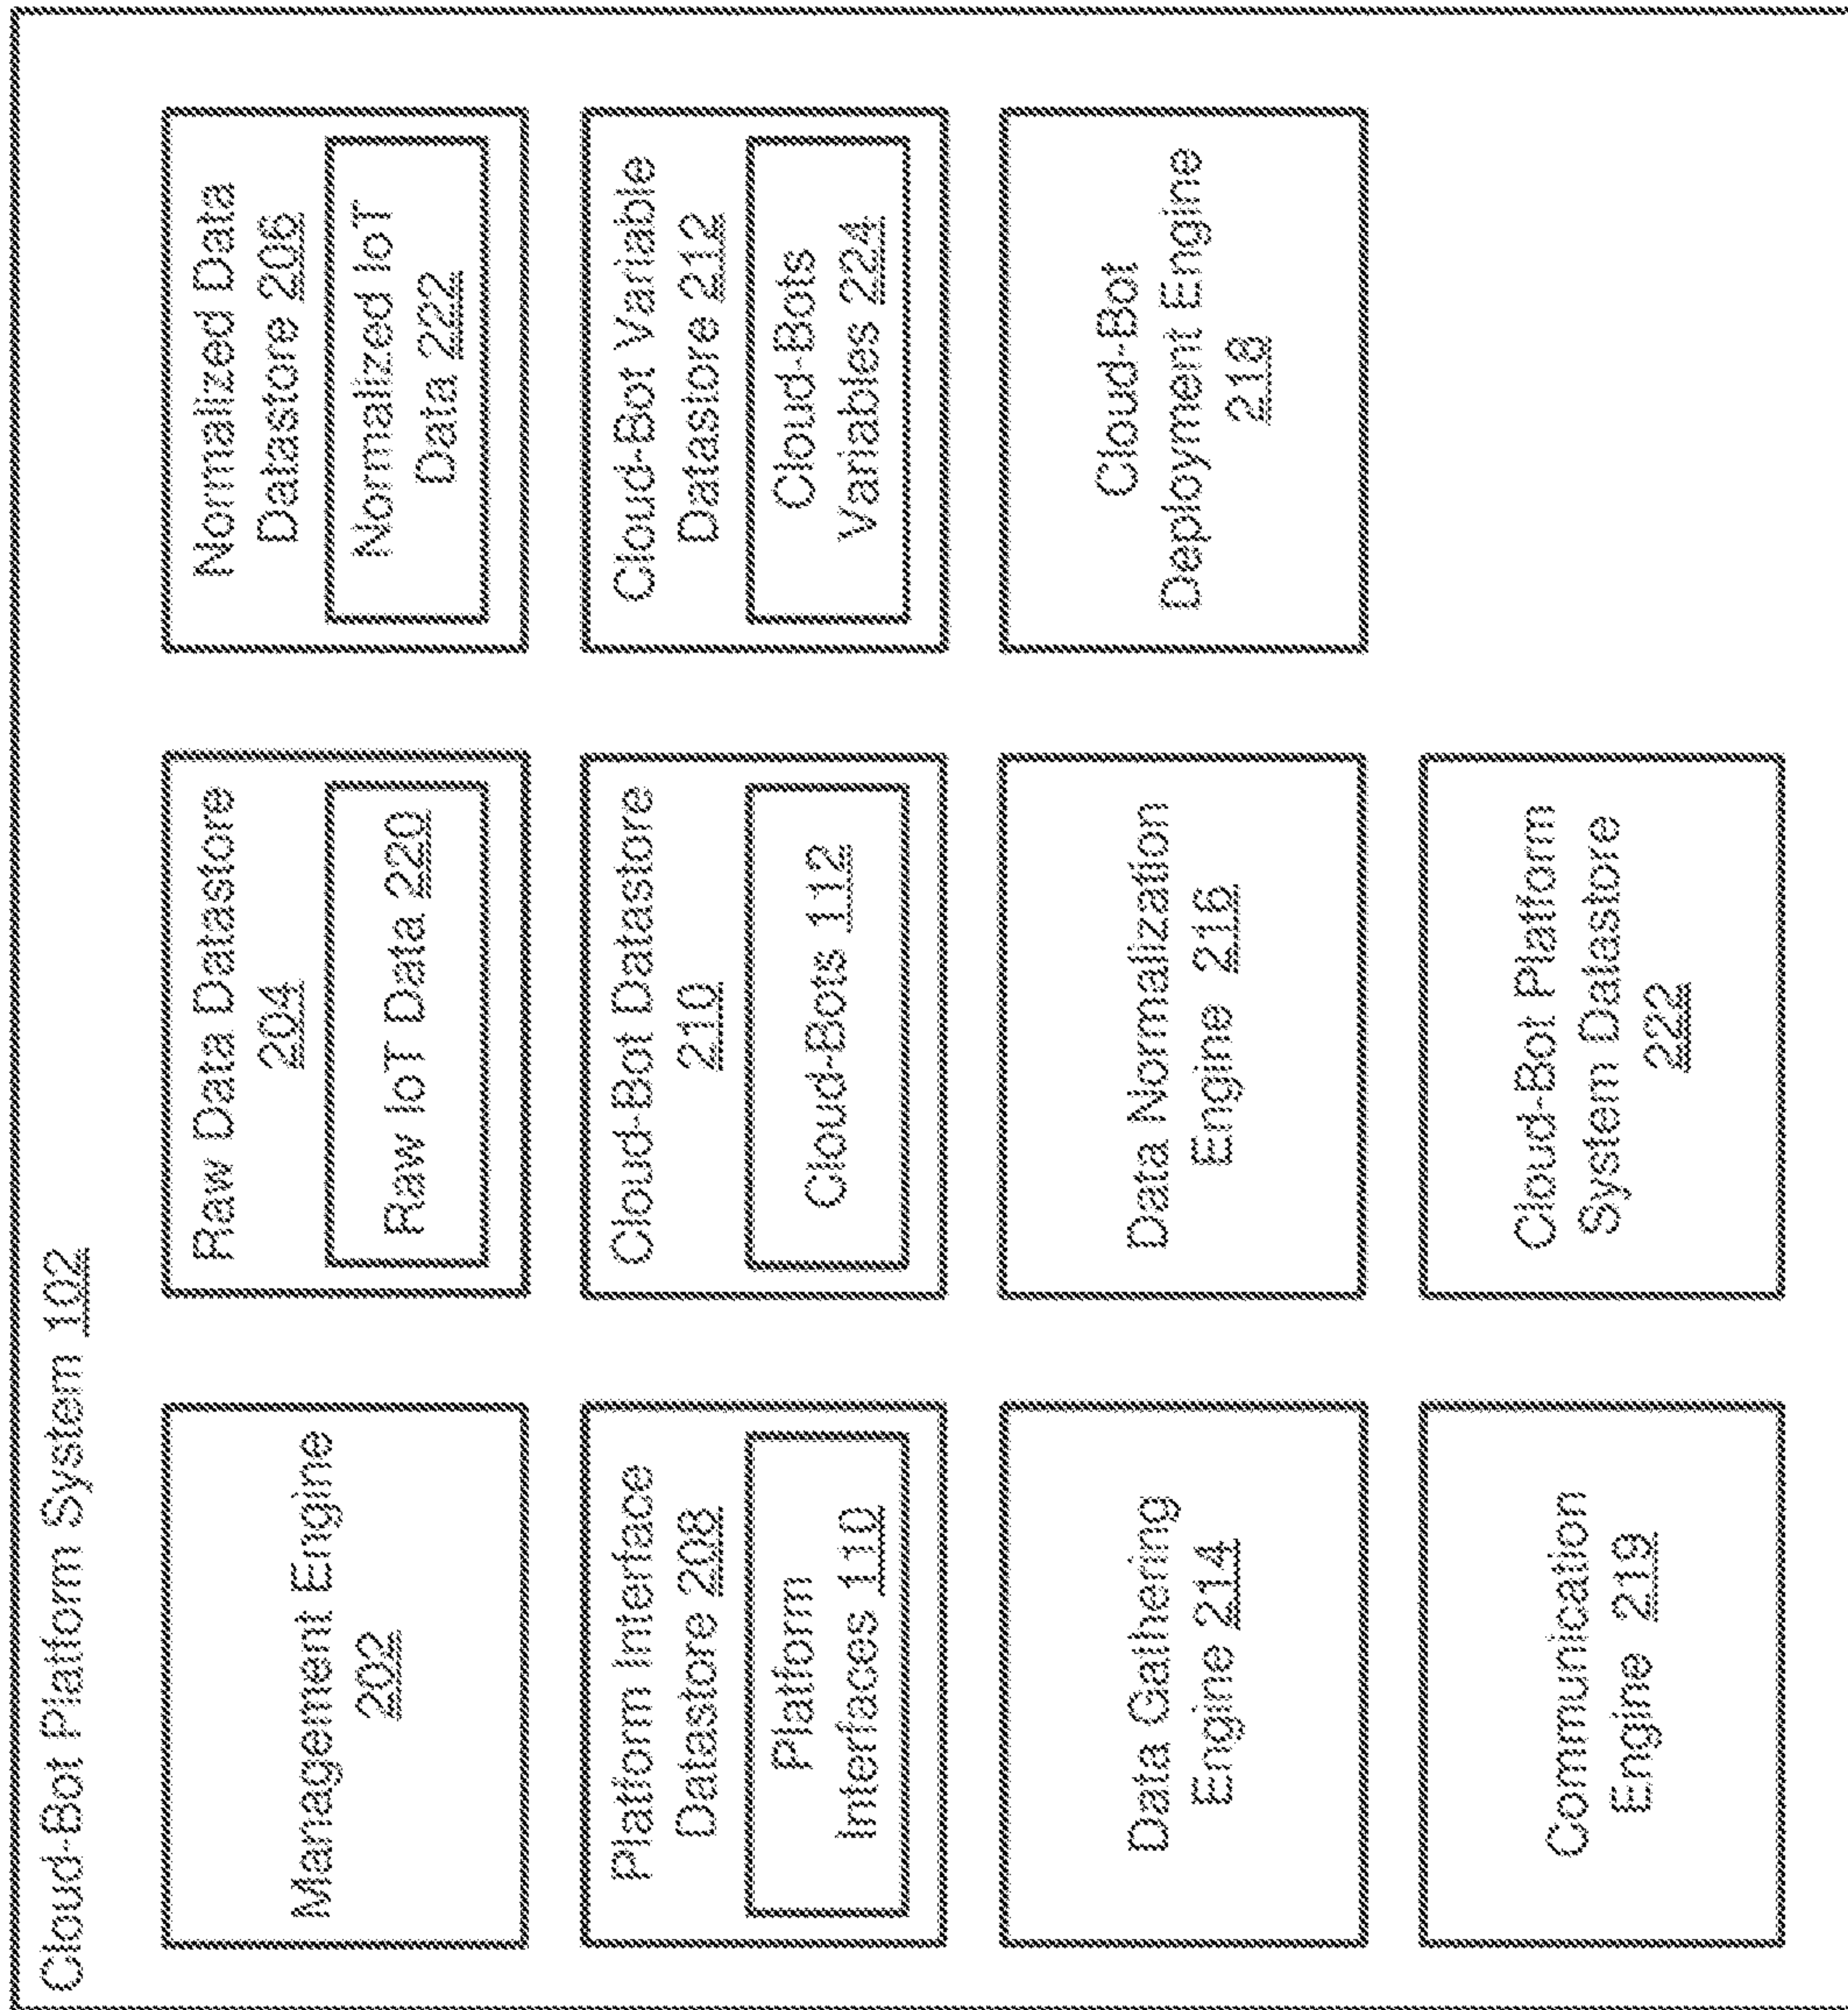 Cloud-Bot Platform System 102
Management Engine
202
Raw Data Datastore
204
Raw IoT Data 220
Normalized Data
Datastore 206
Normalized IoT
Data 222
Platform Interface
Datastore 208
Platform
Interfaces 110
Cloud-Bot Datastore
210
Cloud-Bots 112
Cloud-Bot Variable
Datastore 212
Cloud-Bots
Variables 224
Data Gathering
Engine 214
Data Normalization
Engine 216
Cloud-Bot
Deployment Engine
218
Communication
Engine 219
Cloud-Bot Platform
System Datastore
222